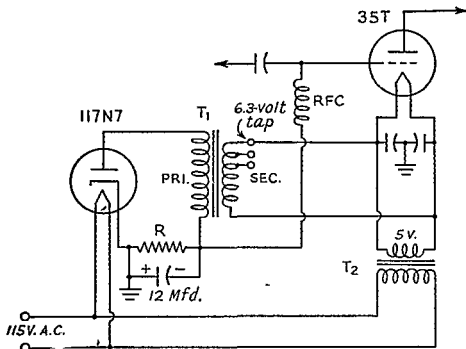 35T
117N7
T1
6.3-volt
tap
RFC
PRI.
SEC.
R
+ -
12 Mfd.
5 V.
T2
115V. A.C.